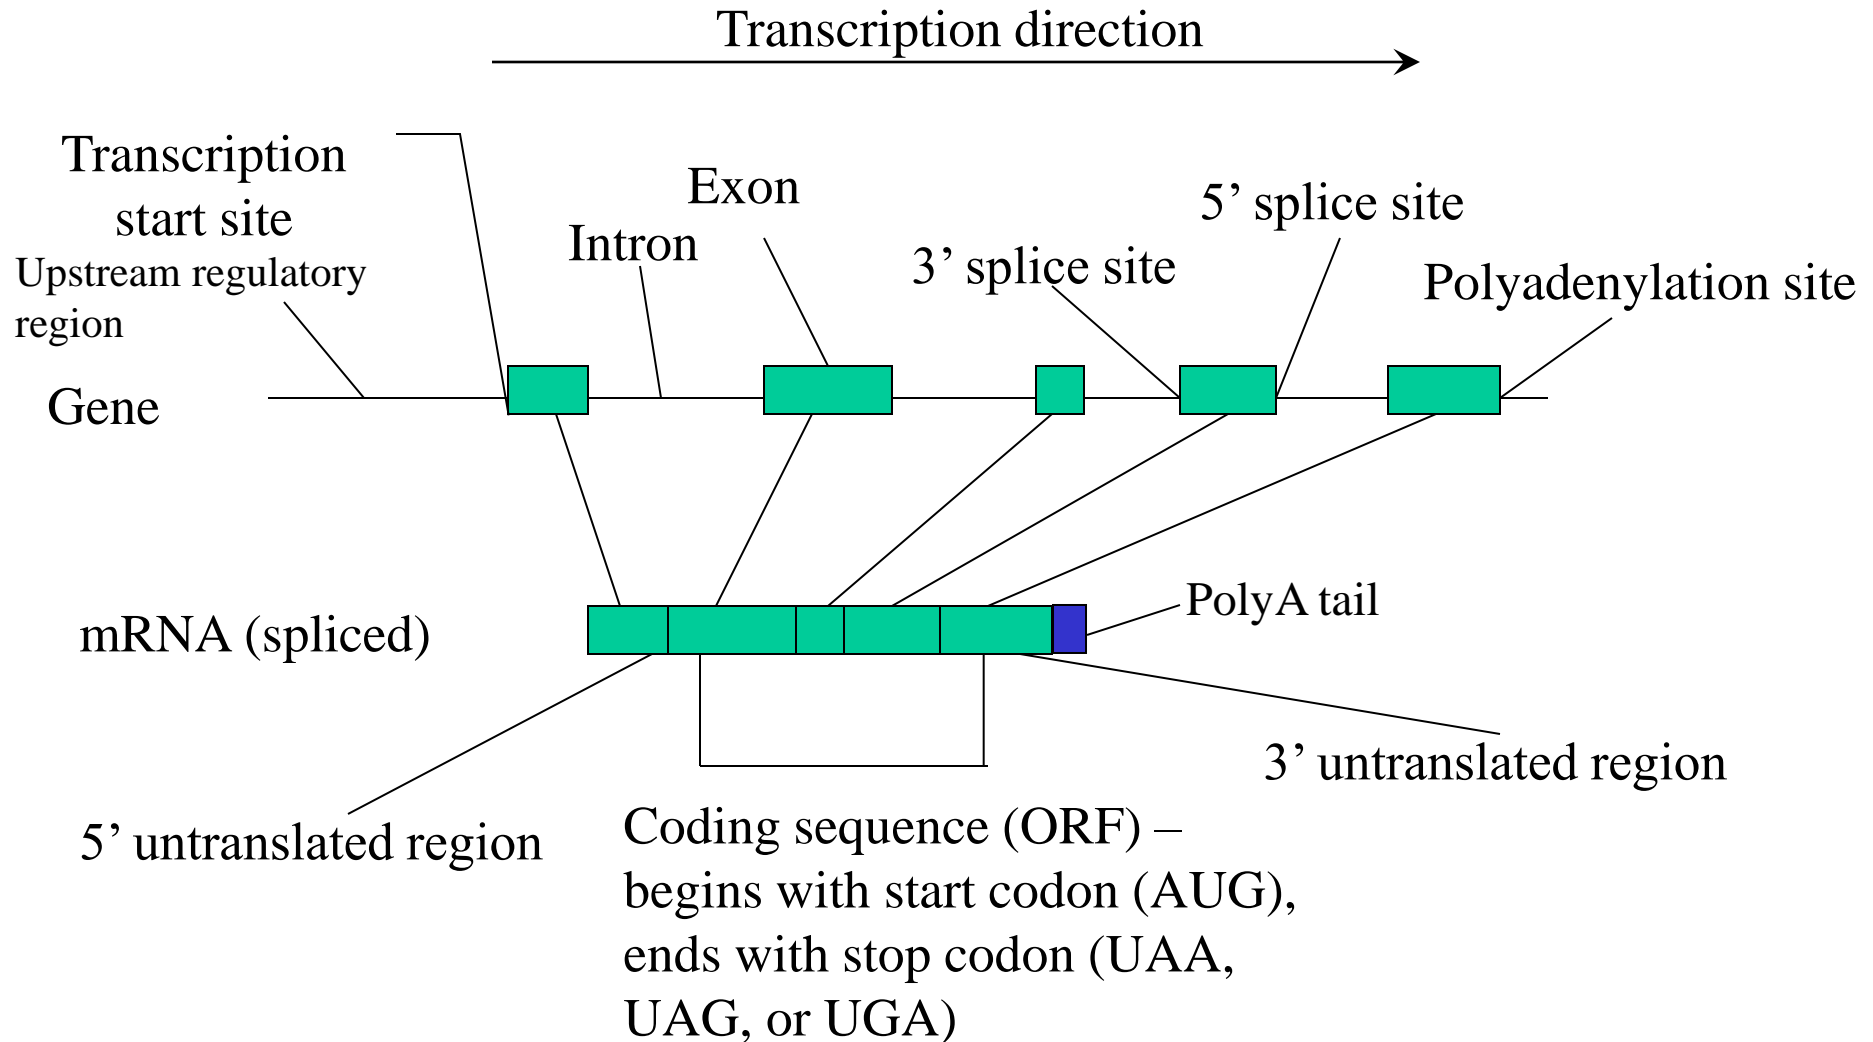 Transcription direction
Transcription
start site
Exon
5’ splice site
Intron
3’ splice site
Upstream regulatory
region
Polyadenylation site
Gene
PolyA tail
mRNA (spliced)
3’ untranslated region
5’ untranslated region
Coding sequence (ORF) –
begins with start codon (AUG),
ends with stop codon (UAA,
UAG, or UGA)